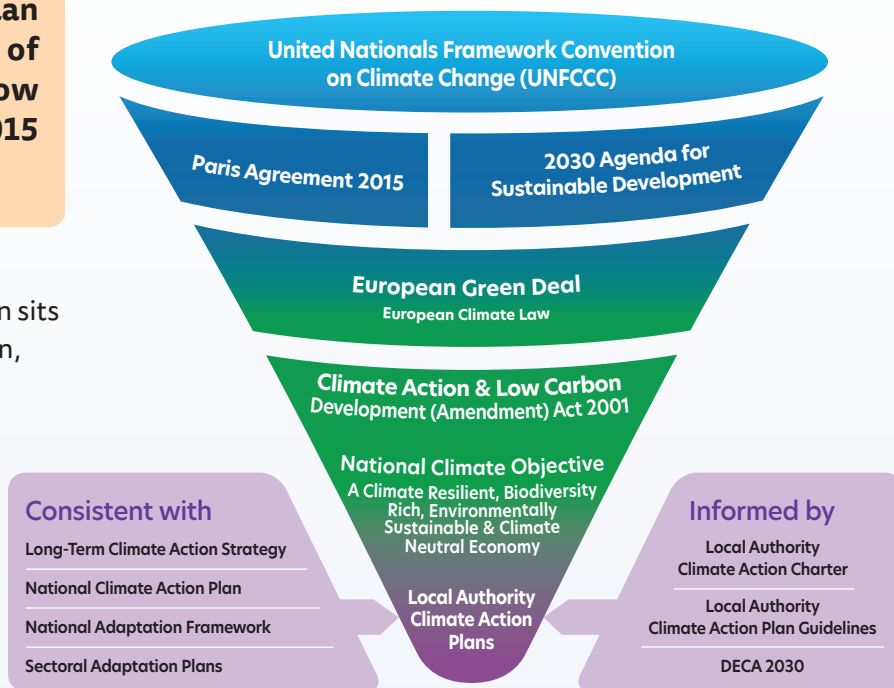 lan
of
ow
015
n sits
n,
United Nationals Framework Convention
on Climate Change (UNFCCC)
Paris Agreement 2015
2030 Agenda for
Sustainable Development
European Green Deal
European Climate Law
Climate Action & Low Carbon
Development (Amendment) Act 2001
National Climate Objective
A Climate Resilient, Biodiversity
Rich, Environmentally
Sustainable & Climate
Neutral Economy
Local Authority
Climate Action
Plans
Consistent with
Long-Term Climate Action Strategy
National Climate Action Plan
National Adaptation Framework
Sectoral Adaptation Plans
Informed by
Local Authority
Climate Action Charter
Local Authority
Climate Action Plan Guidelines
DECA 2030